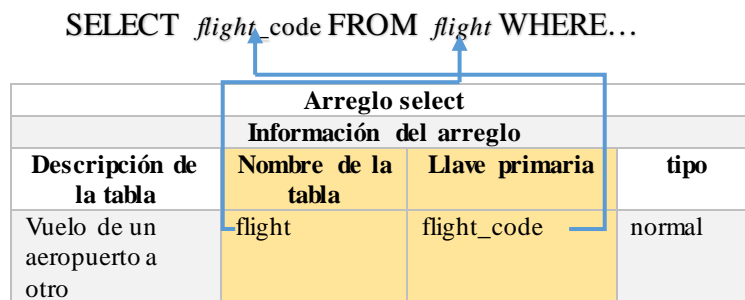 SELECT flight_code FROM flight WHERE…
Arreglo select
Información del arreglo
Descripción de la tabla
Nombre de la tabla
Llave primaria
tipo
Vuelo de un aeropuerto a otro
flight
flight_code
normal